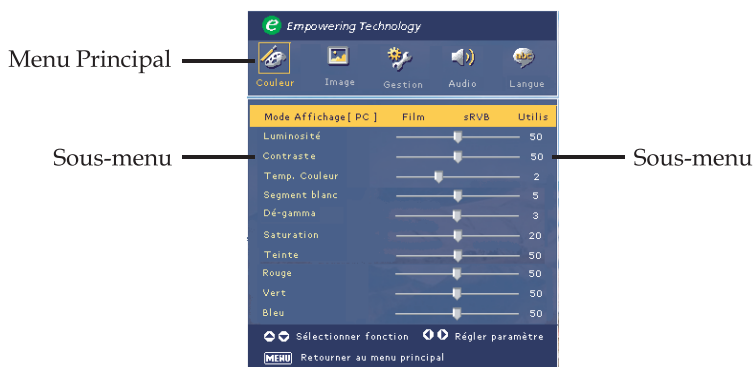 e Empowering Technology
Menu Principal
Couleur Image Gestion Audio Langue
Mode Affichage[ PC ] Film sRVB Utilis
Luminosité 50
Sous-menu Contraste 50 Sous-menu
Temp. Couleur 2
Segment blanc 5
Dé-gamma 3
Saturation 20
Teinte 50
Rouge 50
Vert 50
Bleu 50
Sélectionner fonction Régler paramètre
MENU Retourner au menu principal